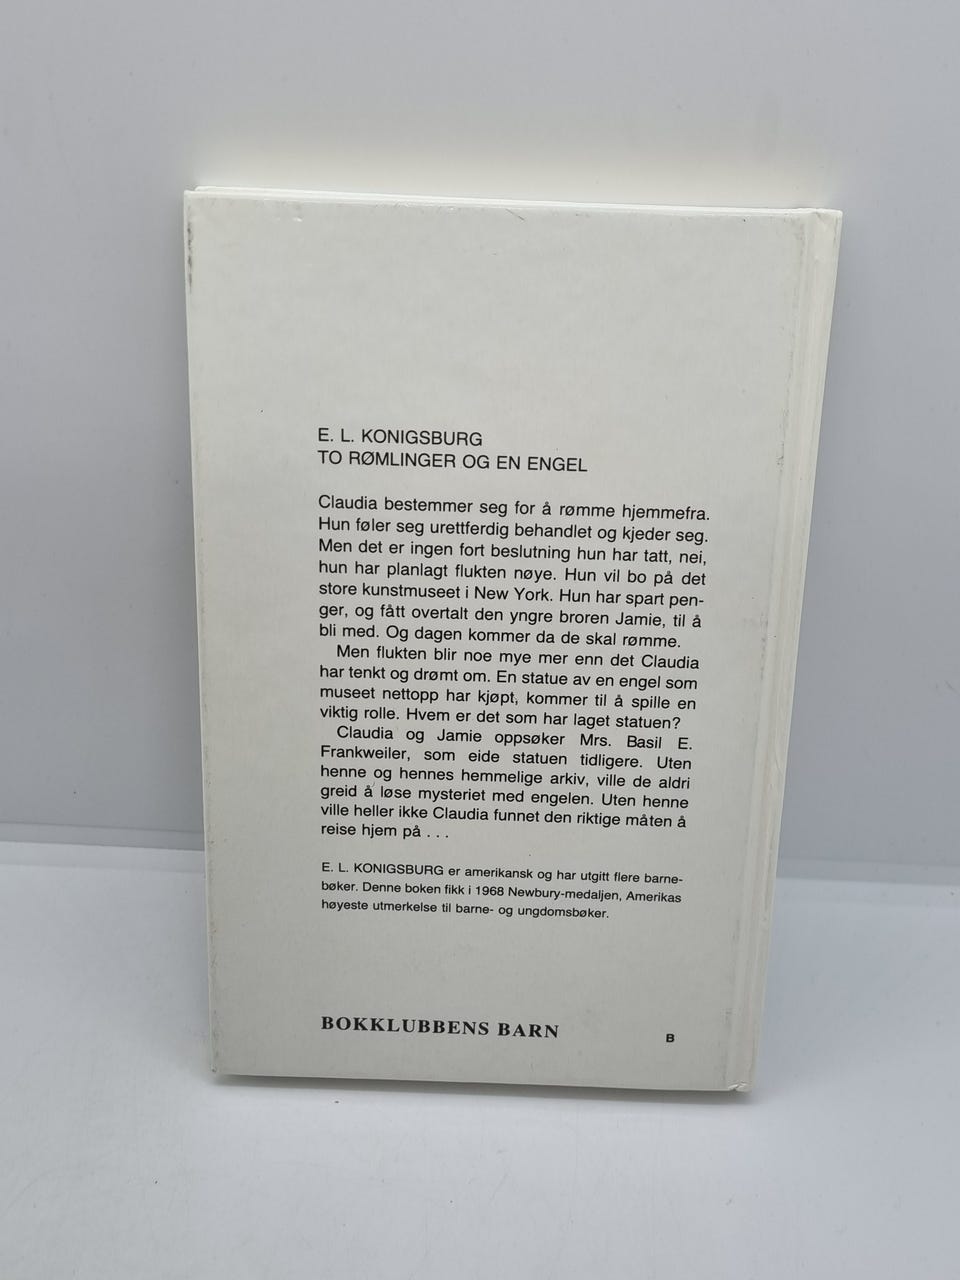 E. L. KONIGSBURG
TO RØMLINGER OG EN ENGEL
Claudia bestemmer seg for å rømme hjemmefra.
Hun føler seg urettferdig behandlet og kjeder seg.
Men det er ingen fort beslutning hun har tatt, nei,
hun har planlagt flukten nøye. Hun vil bo på det
store kunstmuseet i New York. Hun har spart pen-
ger, og fått overtalt den yngre broren Jamie, til å
bli med. Og dagen kommer da de skal rømme.
Men flukten blir noe mye mer enn det Claudia
har tenkt og drømt om. En statue av en engel som
museet nettopp har kjøpt, kommer til å spille en
viktig rolle. Hvem er det som har laget statuen?
Claudia og Jamie oppsøker Mrs. Basil E.
Frankweiler, som eide statuen tidligere. Uten
henne og hennes hemmelige arkiv, ville de aldri
greid å løse mysteriet med engelen. Uten henne
ville heller ikke Claudia funnet den riktige måten å
reise hjem på . . .
E. L. KONIGSBURG er amerikansk og har utgitt flere barne-
bøker. Denne boken fikk i 1968 Newbury-medaljen, Amerikas
høyeste utmerkelse til barne- og ungdomsbøker.
BOKKLUBBENS BARN
B